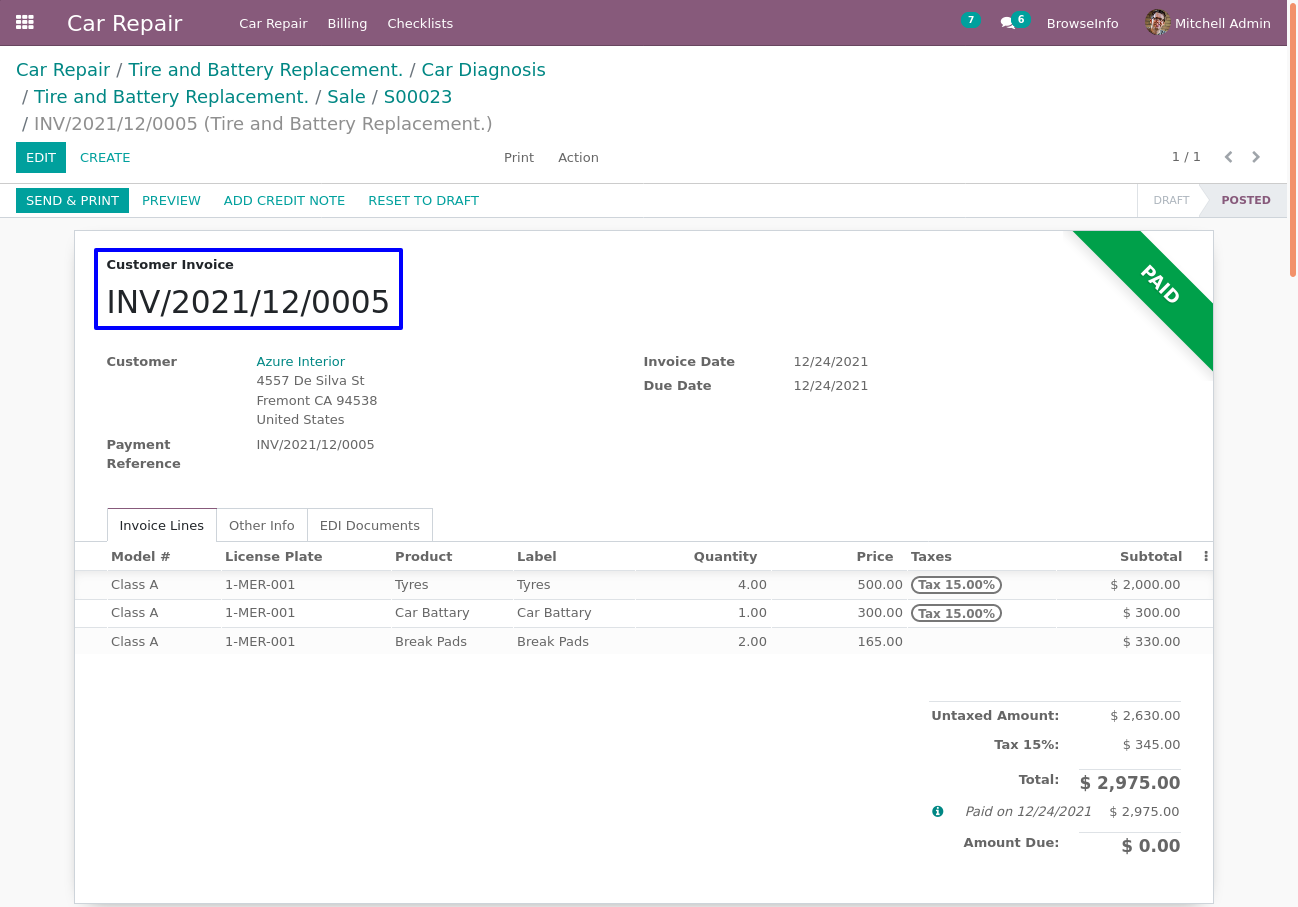 Car Repair Car Repair Billing Checklists 7 6 BrowseInfo Mitchell Admin
Car Repair / Tire and Battery Replacement. / Car Diagnosis
/ Tire and Battery Replacement. / Sale / S00023
/ INV/2021/12/0005 (Tire and Battery Replacement.)
EDIT CREATE Print Action 1 / 1
SEND & PRINT PREVIEW ADD CREDIT NOTE RESET TO DRAFT DRAFT POSTED
Customer Invoice
INV/2021/12/0005
PAID
Customer Azure Interior Invoice Date 12/24/2021
4557 De Silva St Due Date 12/24/2021
Fremont CA 94538
United States
Payment INV/2021/12/0005
Reference
Invoice Lines Other Info EDI Documents
Model # License Plate Product Label Quantity Price Taxes Subtotal
Class A 1-MER-001 Tyres Tyres 4.00 500.00 Tax 15.00% $ 2,000.00
Class A 1-MER-001 Car Battary Car Battary 1.00 300.00 Tax 15.00% $ 300.00
Class A 1-MER-001 Break Pads Break Pads 2.00 165.00 $ 330.00
Untaxed Amount: $ 2,630.00
Tax 15%: $ 345.00
Total: $ 2,975.00
Paid on 12/24/2021 $ 2,975.00
Amount Due: $ 0.00